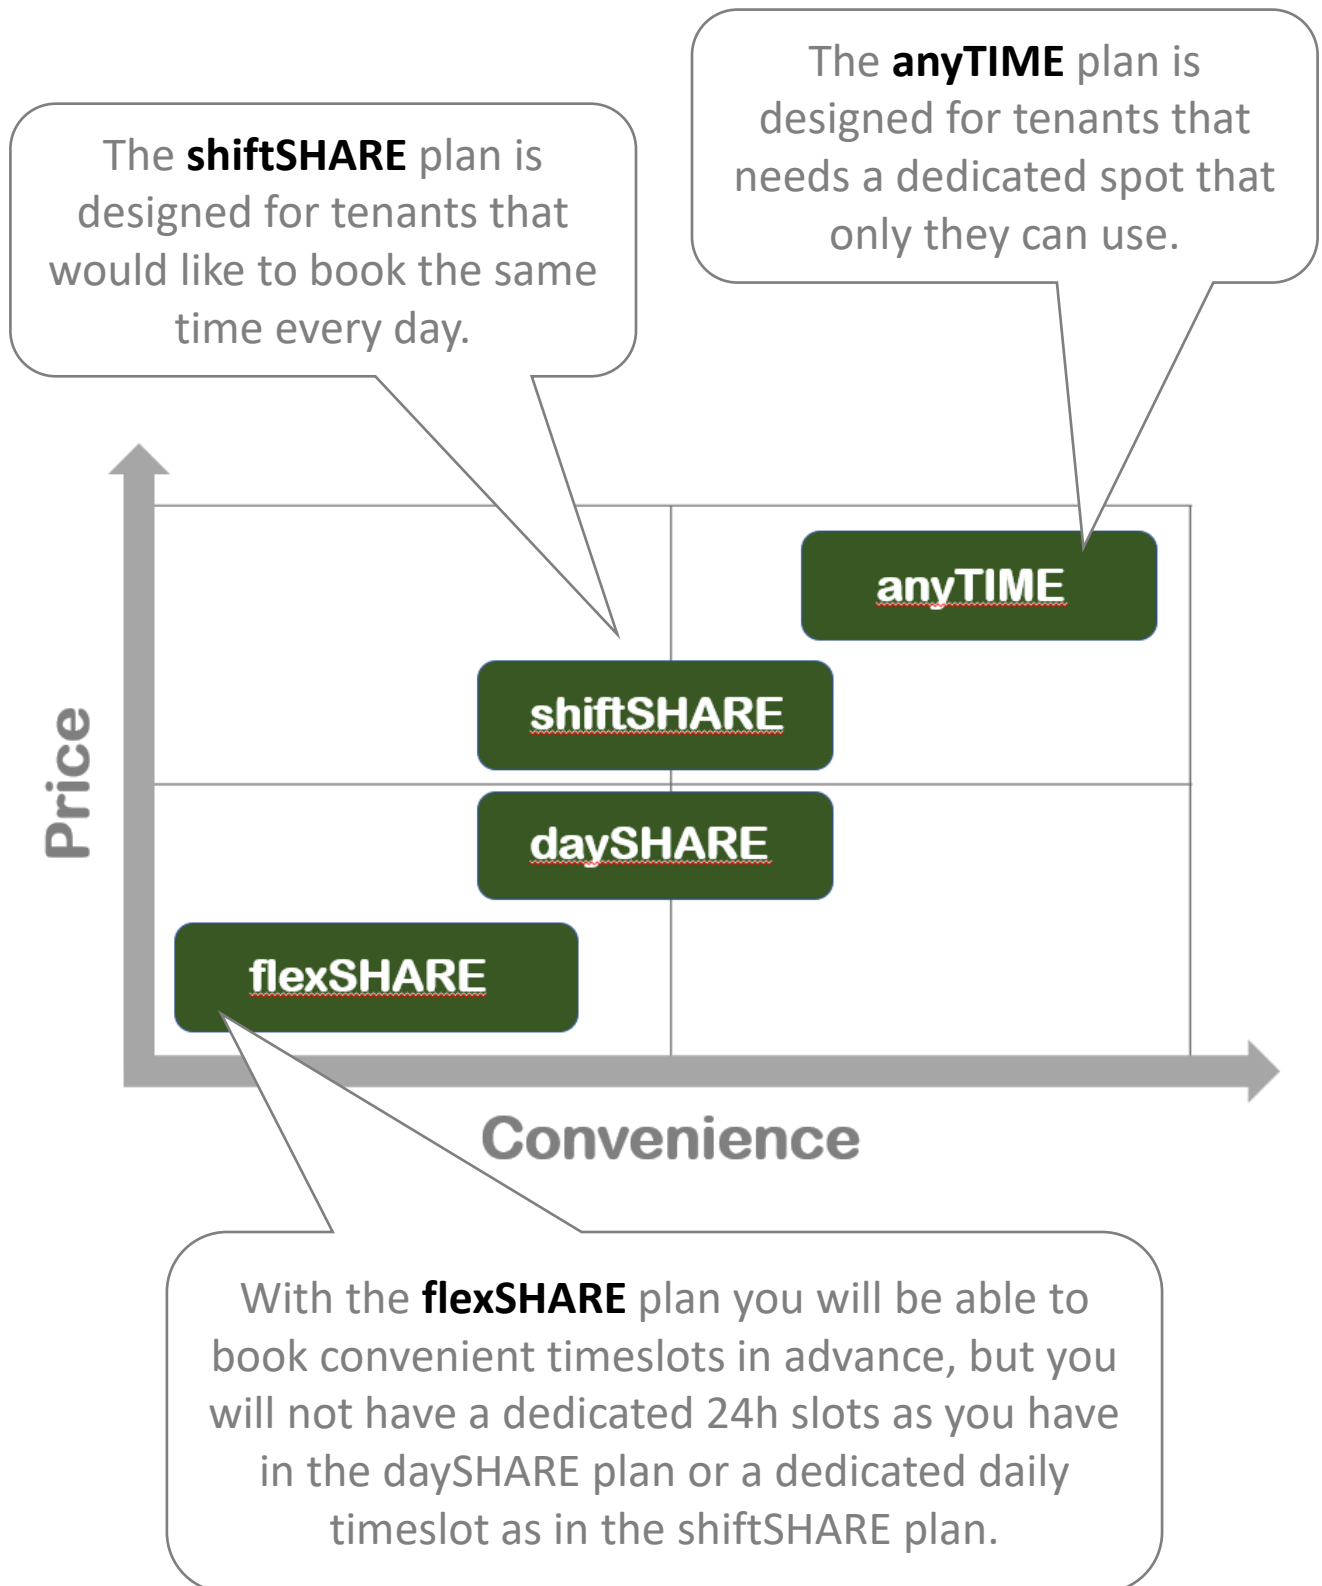 The anyTIME plan is
designed for tenants that
needs a dedicated spot that
only they can use.
The shiftSHARE plan is
designed for tenants that
would like to book the same
time every day.
anyTIME
shiftSHARE
daySHARE
flexSHARE
Price
Convenience
With the flexSHARE plan you will be able to
book convenient timeslots in advance, but you
will not have a dedicated 24h slots as you have
in the daySHARE plan or a dedicated daily
timeslot as in the shiftSHARE plan.